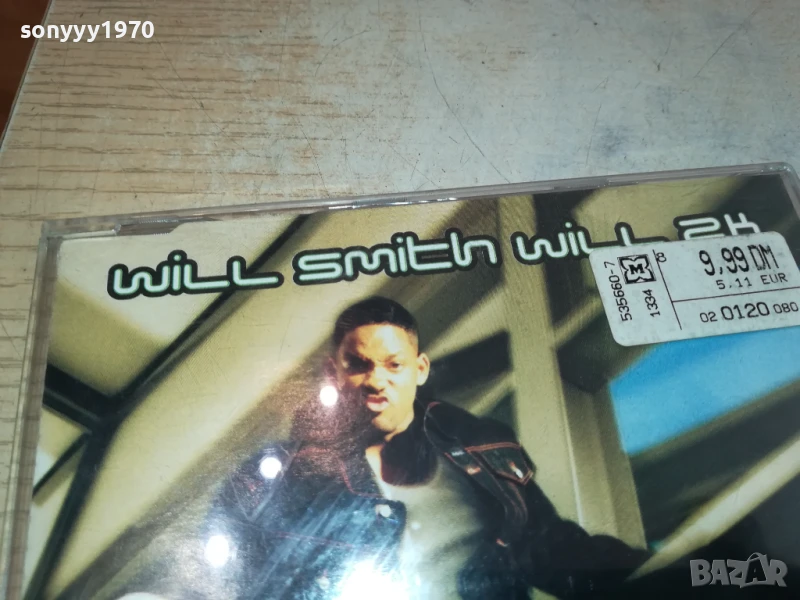 sonyyy1970
WILL SMITH WILL 2K
535660-7
M
1334
8
9,99 DM
5.11 EUR
02 0120 080
BAZAR